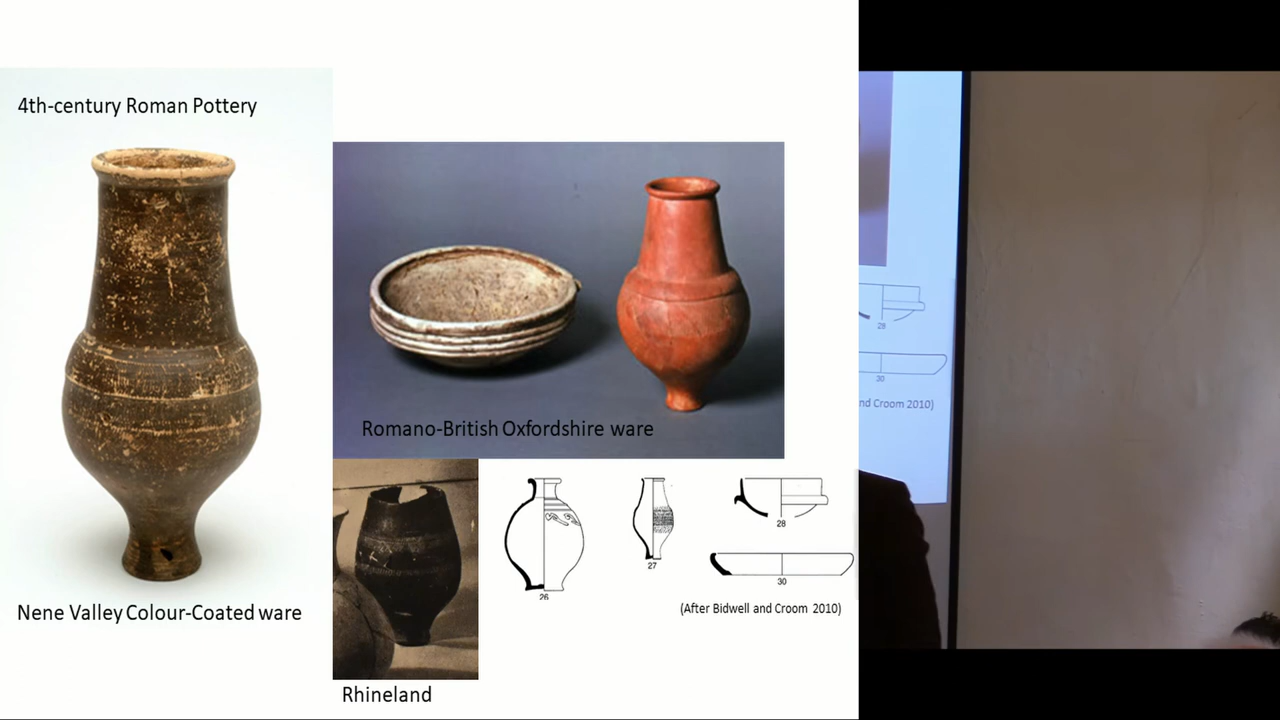 4th-century Roman Pottery
Nene Valley Colour-Coated ware
Romano-British Oxfordshire ware
Rhineland
26
27
28
30
(After Bidwell and Croom 2010)
28
30
nd Croom 2010)